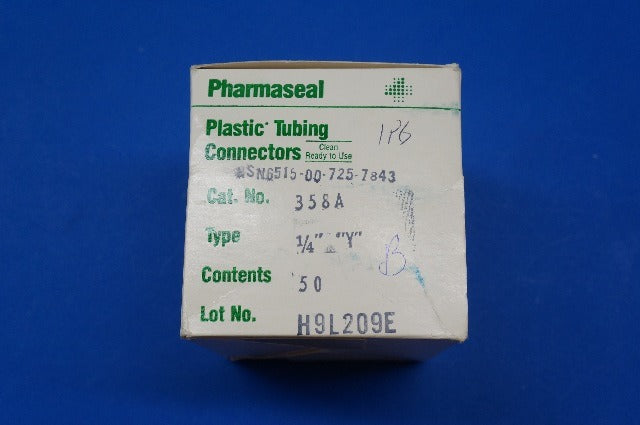 Pharmaseal
Plastic* Tubing
Connectors Clean
Ready to Use
1PG
NSN6515-00-725-7843
Cat. No. 358A
Type 1/4" "Y"
Contents 50
B
Lot No. H9L209E